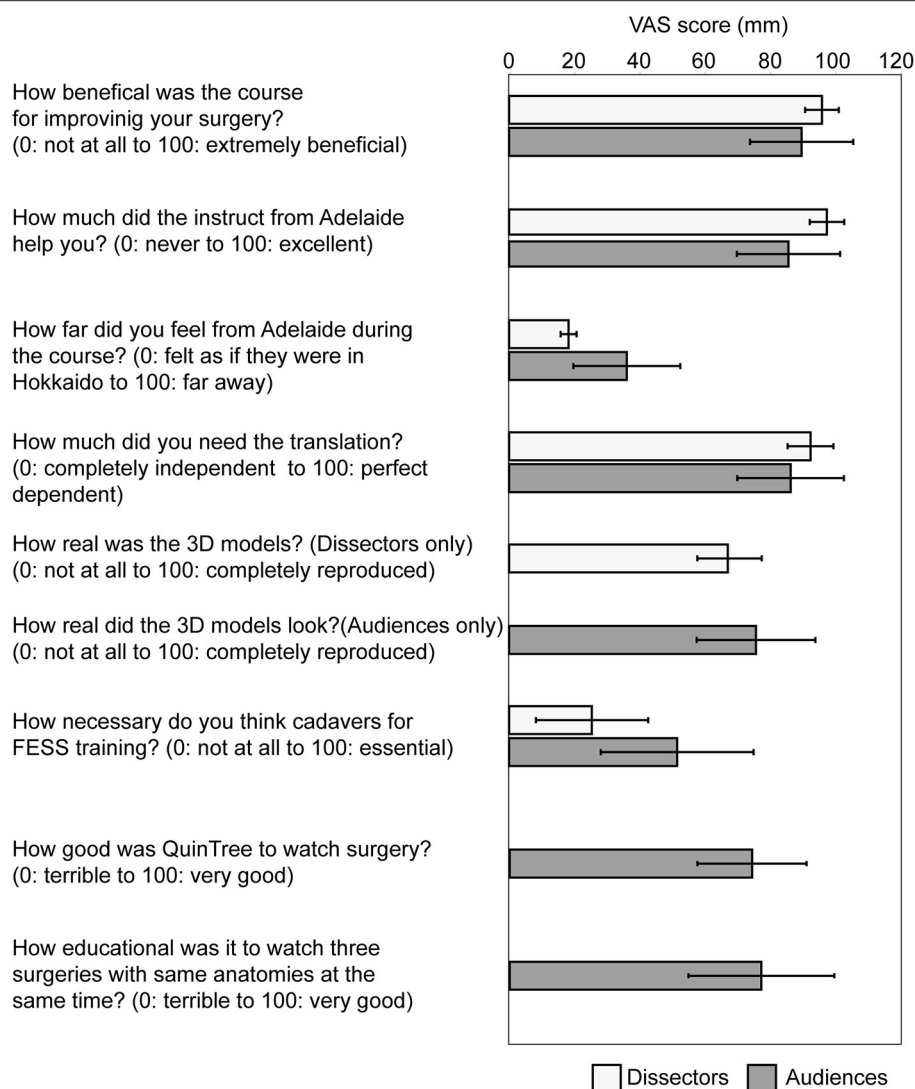 VAS score (mm)
0 20 40 60 80 100 120
How benefical was the course
for improvinig your surgery?
(0: not at all to 100: extremely beneficial)
How much did the instruct from Adelaide
help you? (0: never to 100: excellent)
How far did you feel from Adelaide during
the course? (0: felt as if they were in
Hokkaido to 100: far away)
How much did you need the translation?
(0: completely independent to 100: perfect
dependent)
How real was the 3D models? (Dissectors only)
(0: not at all to 100: completely reproduced)
How real did the 3D models look?(Audiences only)
(0: not at all to 100: completely reproduced)
How necessary do you think cadavers for
FESS training? (0: not at all to 100: essential)
How good was QuinTree to watch surgery?
(0: terrible to 100: very good)
How educational was it to watch three
surgeries with same anatomies at the
same time? (0: terrible to 100: very good)
Dissectors Audiences